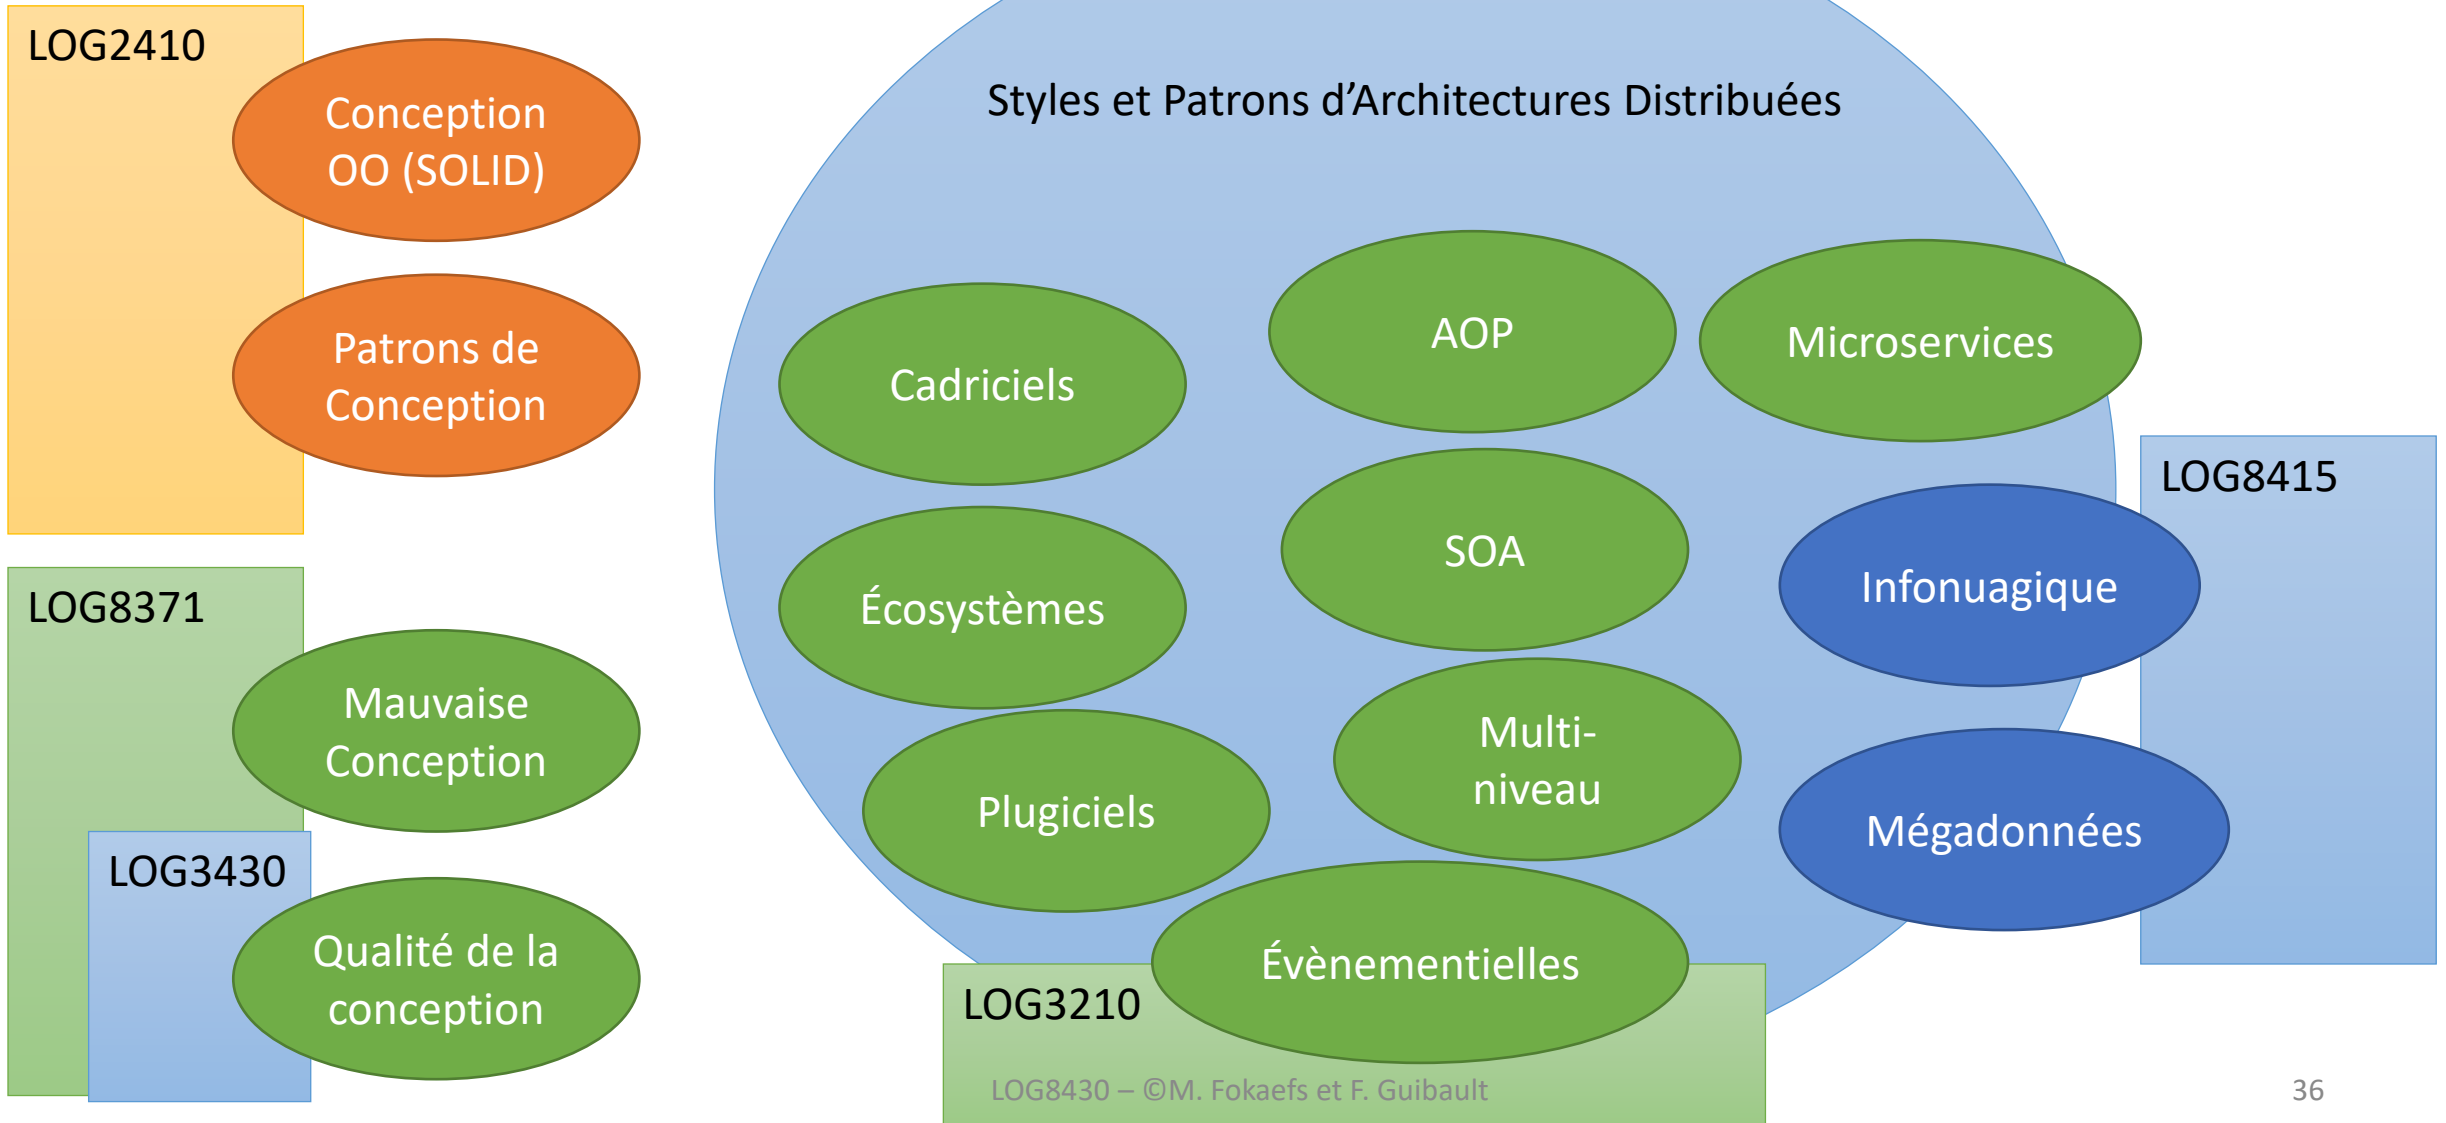 LOG2410
Conception
OO (SOLID)
Patrons de
Conception
LOG8371
Mauvaise
Conception
LOG3430
Qualité de la
conception
Styles et Patrons d’Architectures Distribuées
Cadriciels
AOP
Microservices
Écosystèmes
SOA
LOG8415
Infonuagique
Plugiciels
Multi-
niveau
Mégadonnées
Évènementielles
LOG3210
LOG8430 – ©M. Fokaefs et F. Guibault
36